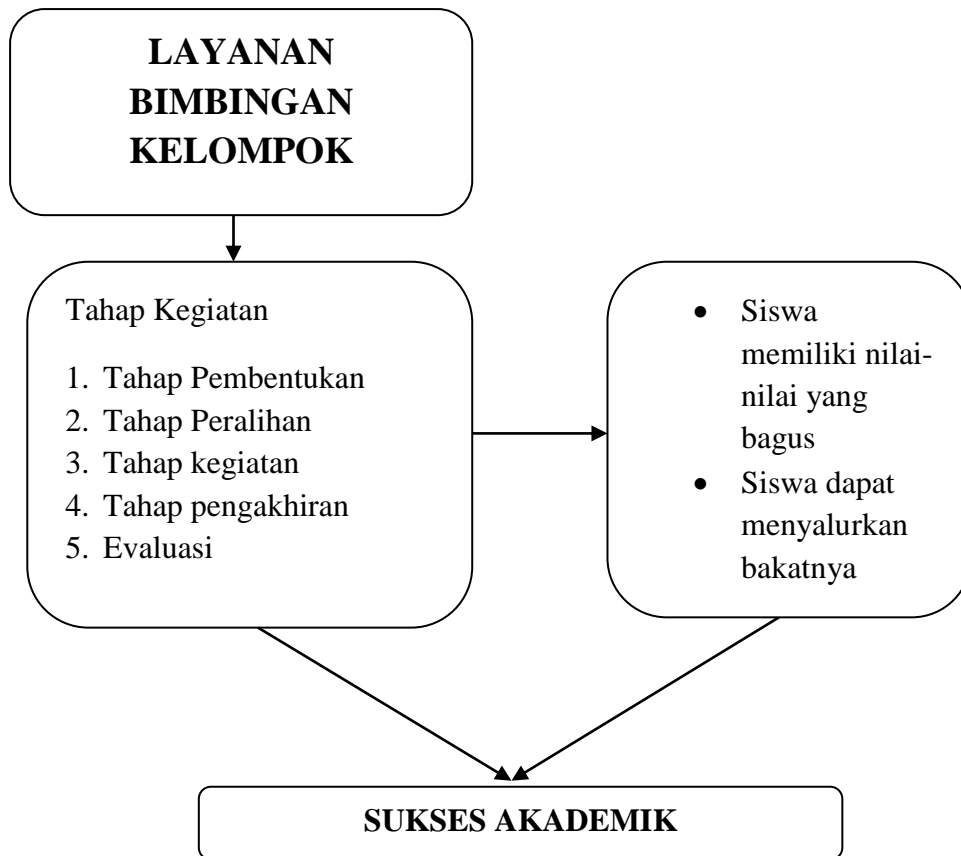 LAYANAN
BIMBINGAN
KELOMPOK
Tahap Kegiatan
1. Tahap Pembentukan
2. Tahap Peralihan
3. Tahap kegiatan
4. Tahap pengakhiran
5. Evaluasi
• Siswa
memiliki nilai-
nilai yang
bagus
• Siswa dapat
menyalurkan
bakatnya
SUKSES AKADEMIK